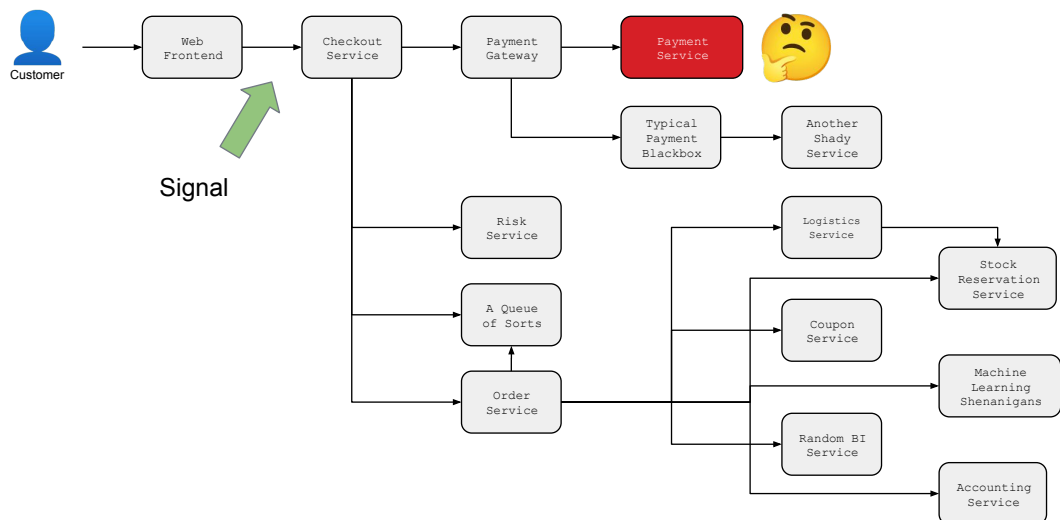 Customer
Web
Frontend
Checkout
Service
Payment
Gateway
Payment
Service
Typical
Payment
Blackbox
Another
Shady
Service
Signal
Risk
Service
Logistics
Service
Stock
Reservation
Service
A Queue
of Sorts
Coupon
Service
Order
Service
Machine
Learning
Shenanigans
Random BI
Service
Accounting
Service